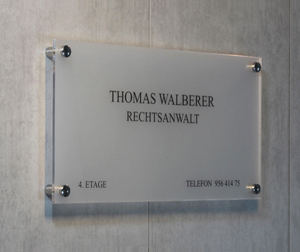 THOMAS WALBERER
RECHTSANWALT
4. ETAGE TELEFON 956 414 75